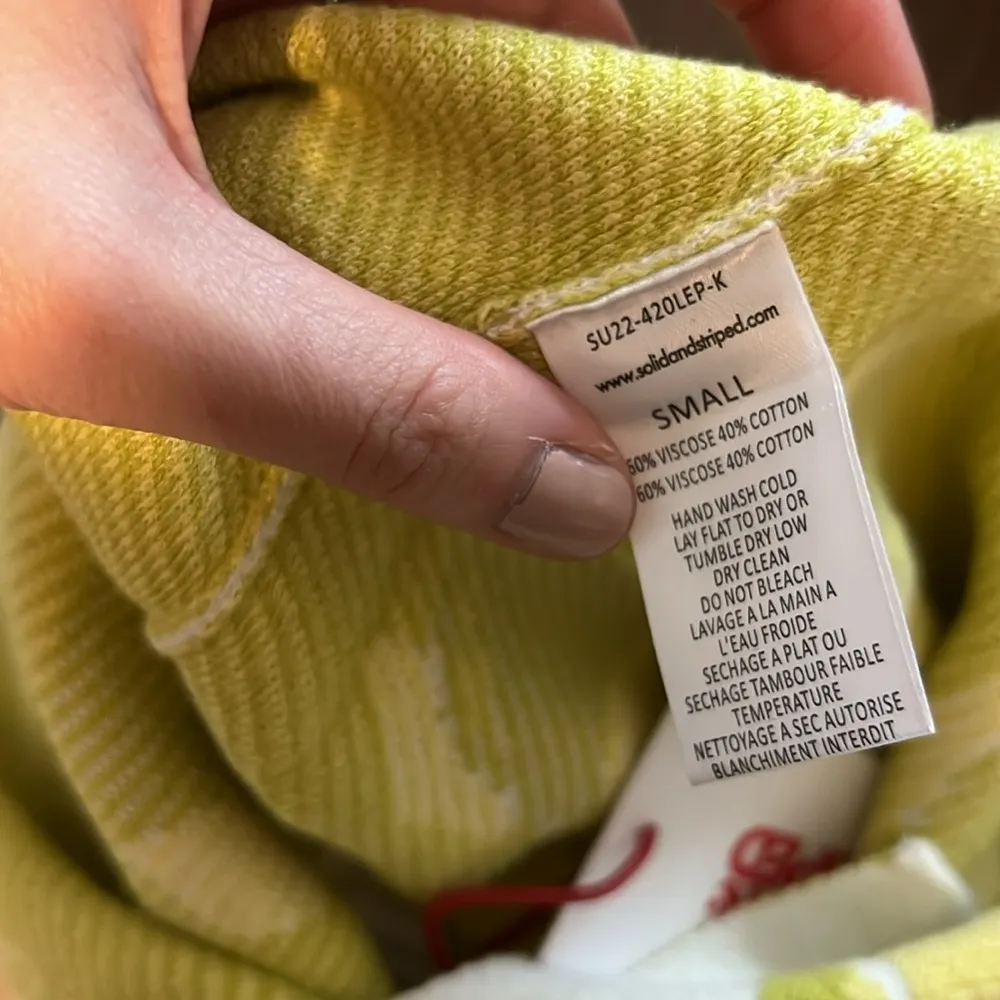 SU22-420LEP-K
www.solidandstriped.com
SMALL
60% VISCOSE 40% COTTON
60% VISCOSE 40% COTTON
HAND WASH COLD
LAY FLAT TO DRY OR
TUMBLE DRY LOW
DRY CLEAN
DO NOT BLEACH
LAVAGE A LA MAIN A
L'EAU FROIDE
SECHAGE A PLAT OU
SECHAGE TAMBOUR FAIBLE
TEMPERATURE
NETTOYAGE A SEC AUTORISE
BLANCHIMENT INTERDIT